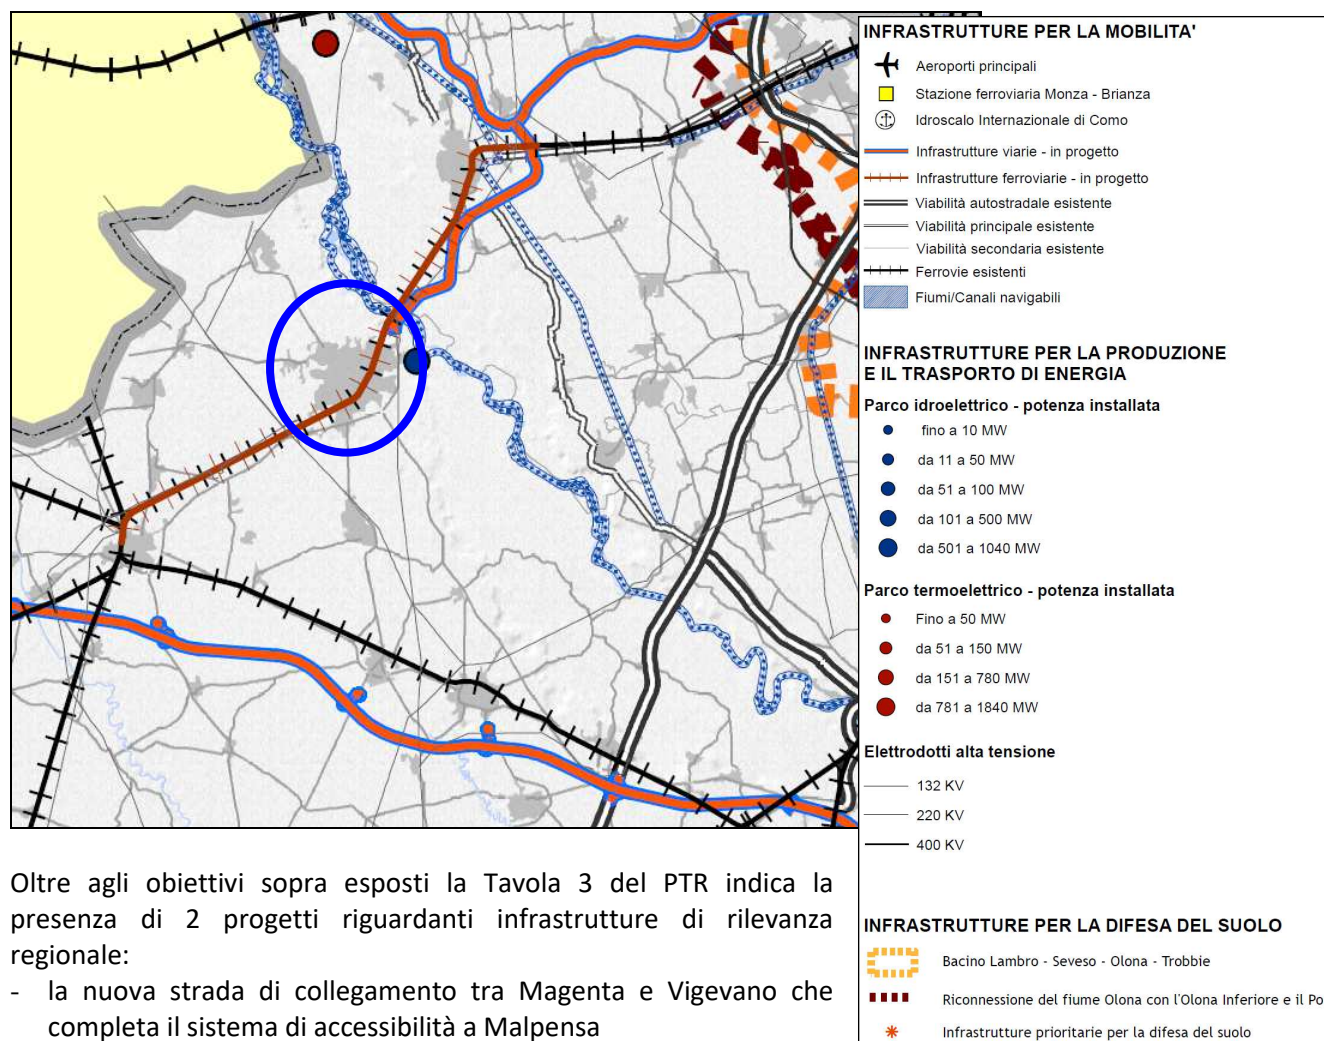 INFRASTRUTTURE PER LA MOBILITA'
Aeroporti principali
Stazione ferroviaria Monza - Brianza
Idroscalo Internazionale di Como
Infrastrutture viarie - in progetto
Infrastrutture ferroviarie - in progetto
Viabilità autostradale esistente
Viabilità principale esistente
Viabilità secondaria esistente
Ferrovie esistenti
Fiumi/Canali navigabili
INFRASTRUTTURE PER LA PRODUZIONE
E IL TRASPORTO DI ENERGIA
Parco idroelettrico - potenza installata
fino a 10 MW
da 11 a 50 MW
da 51 a 100 MW
da 101 a 500 MW
da 501 a 1040 MW
Parco termoelettrico - potenza installata
Fino a 50 MW
da 51 a 150 MW
da 151 a 780 MW
da 781 a 1840 MW
Elettrodotti alta tensione
132 KV
220 KV
400 KV
INFRASTRUTTURE PER LA DIFESA DEL SUOLO
Bacino Lambro - Seveso - Olona - Trobbie
Riconnessione del fiume Olona con l'Olona Inferiore e il Po
Infrastrutture prioritarie per la difesa del suolo
Oltre agli obiettivi sopra esposti la Tavola 3 del PTR indica la
presenza di 2 progetti riguardanti infrastrutture di rilevanza
regionale:
- la nuova strada di collegamento tra Magenta e Vigevano che
completa il sistema di accessibilità a Malpensa